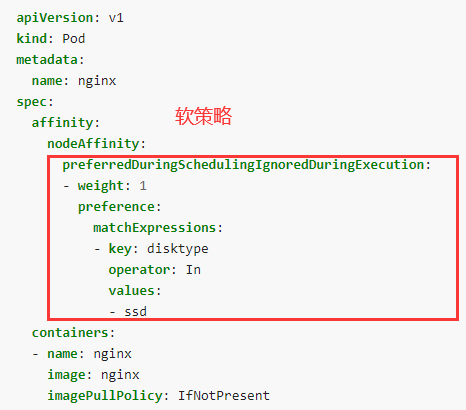 apiVersion: v1
kind: Pod
metadata:
  name: nginx
spec:
  affinity:
软策略
    nodeAffinity:
      preferredDuringSchedulingIgnoredDuringExecution:
      - weight: 1
        preference:
          matchExpressions:
          - key: disktype
            operator: In
            values:
            - ssd
  containers:
  - name: nginx
    image: nginx
    imagePullPolicy: IfNotPresent